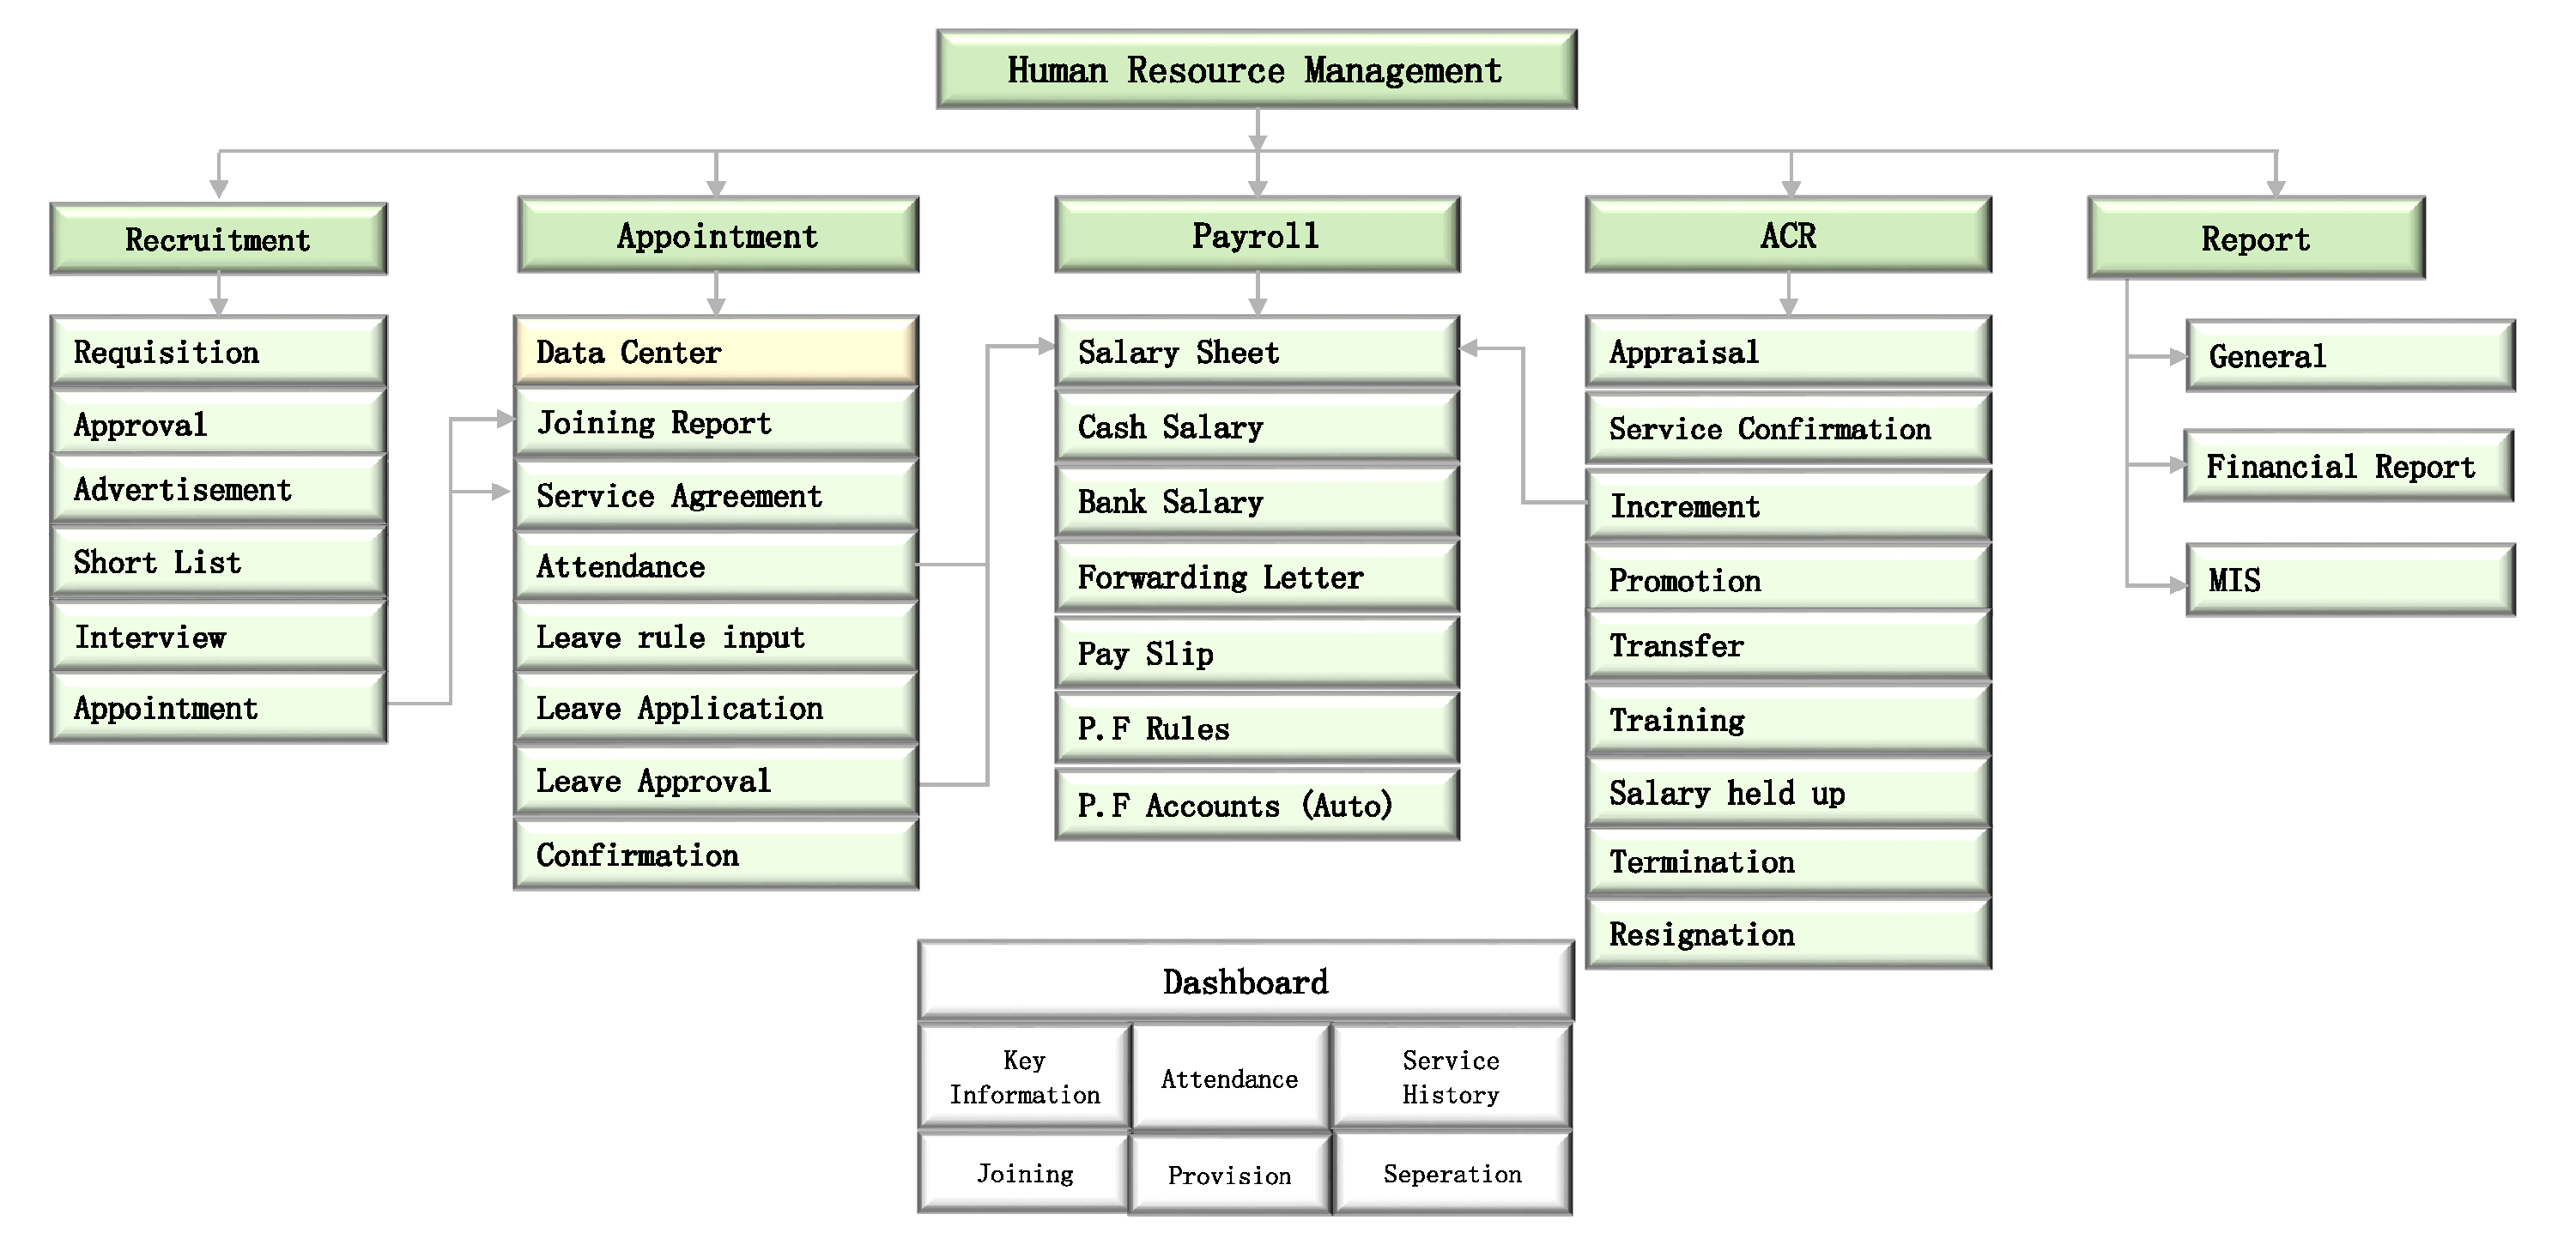 Human Resource Management
Recruitment
Requisition
Approval
Advertisement
Short List
Interview
Appointment
Appointment
Data Center
Joining Report
Service Agreement
Attendance
Leave rule input
Leave Application
Leave Approval
Confirmation
Payroll
Salary Sheet
Cash Salary
Bank Salary
Forwarding Letter
Pay Slip
P.F Rules
P.F Accounts (Auto)
ACR
Appraisal
Service Confirmation
Increment
Promotion
Transfer
Training
Salary held up
Termination
Resignation
Report
General
Financial Report
MIS
Dashboard
Key
Information
Attendance
Service
History
Joining
Provision
Seperation